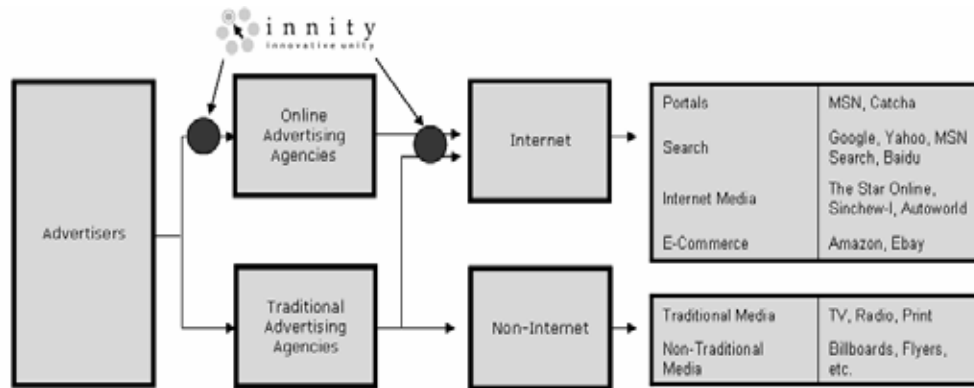 innity
innovative unity
Advertisers
Online
Advertising
Agencies
Traditional
Advertising
Agencies
Internet
Non-Internet
Portals
MSN, Catcha
Search
Google, Yahoo, MSN
Search, Baidu
Internet Media
The Star Online,
Sinchew-I, Autoworld
E-Commerce
Amazon, Ebay
Traditional Media
TV, Radio, Print
Non-Traditional
Media
Billboards, Flyers,
etc.